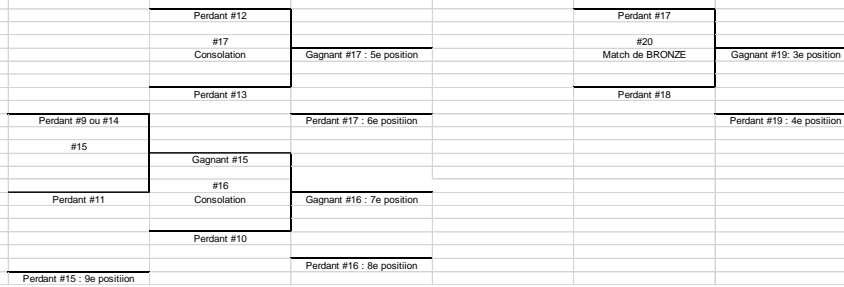 Perdant #12
Perdant #17
#17
#20
Consolation
Gagnant #17 : 5e position
Match de BRONZE
Gagnant #19: 3e position
Perdant #13
Perdant #18
Perdant #9 ou #14
Perdant #17 : 6e positiion
Perdant #19 : 4e positiion
#15
Gagnant #15
#16
Perdant #11
Consolation
Gagnant #16 : 7e position
Perdant #10
Perdant #16 : 8e positiion
Perdant #15 : 9e positiion